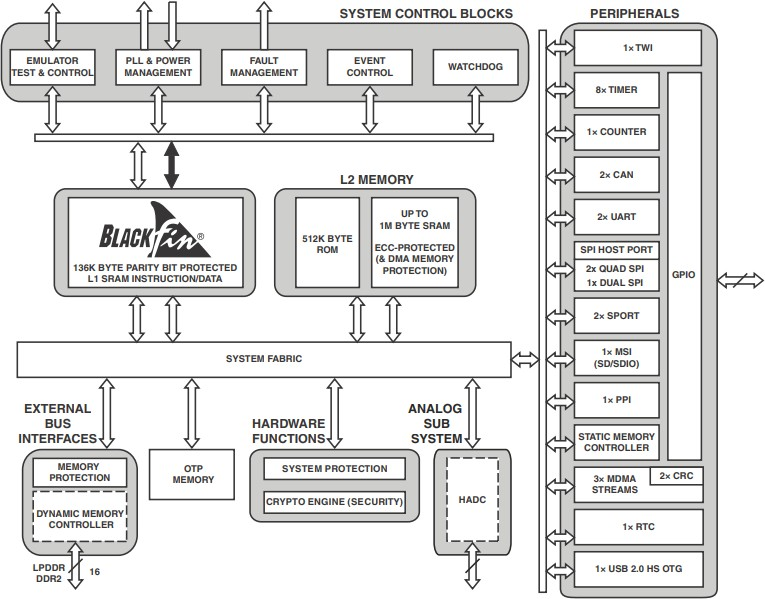 SYSTEM CONTROL BLOCKS
EMULATOR
TEST & CONTROL
PLL & POWER
MANAGEMENT
FAULT
MANAGEMENT
EVENT
CONTROL
WATCHDOG
BLACKfin®
136K BYTE PARITY BIT PROTECTED
L1 SRAM INSTRUCTION/DATA
L2 MEMORY
512K BYTE
ROM
UP TO
1M BYTE SRAM
ECC-PROTECTED
(& DMA MEMORY
PROTECTION)
SYSTEM FABRIC
EXTERNAL
BUS
INTERFACES
MEMORY
PROTECTION
DYNAMIC MEMORY
CONTROLLER
LPDDR
DDR2
16
OTP
MEMORY
HARDWARE
FUNCTIONS
SYSTEM PROTECTION
CRYPTO ENGINE (SECURITY)
ANALOG
SUB
SYSTEM
HADC
PERIPHERALS
1× TWI
8× TIMER
1× COUNTER
2× CAN
2× UART
SPI HOST PORT
2× QUAD SPI
1× DUAL SPI
2× SPORT
1× MSI
(SD/SDIO)
1× PPI
STATIC MEMORY
CONTROLLER
GPIO
3× MDMA
STREAMS
2× CRC
1× RTC
1× USB 2.0 HS OTG